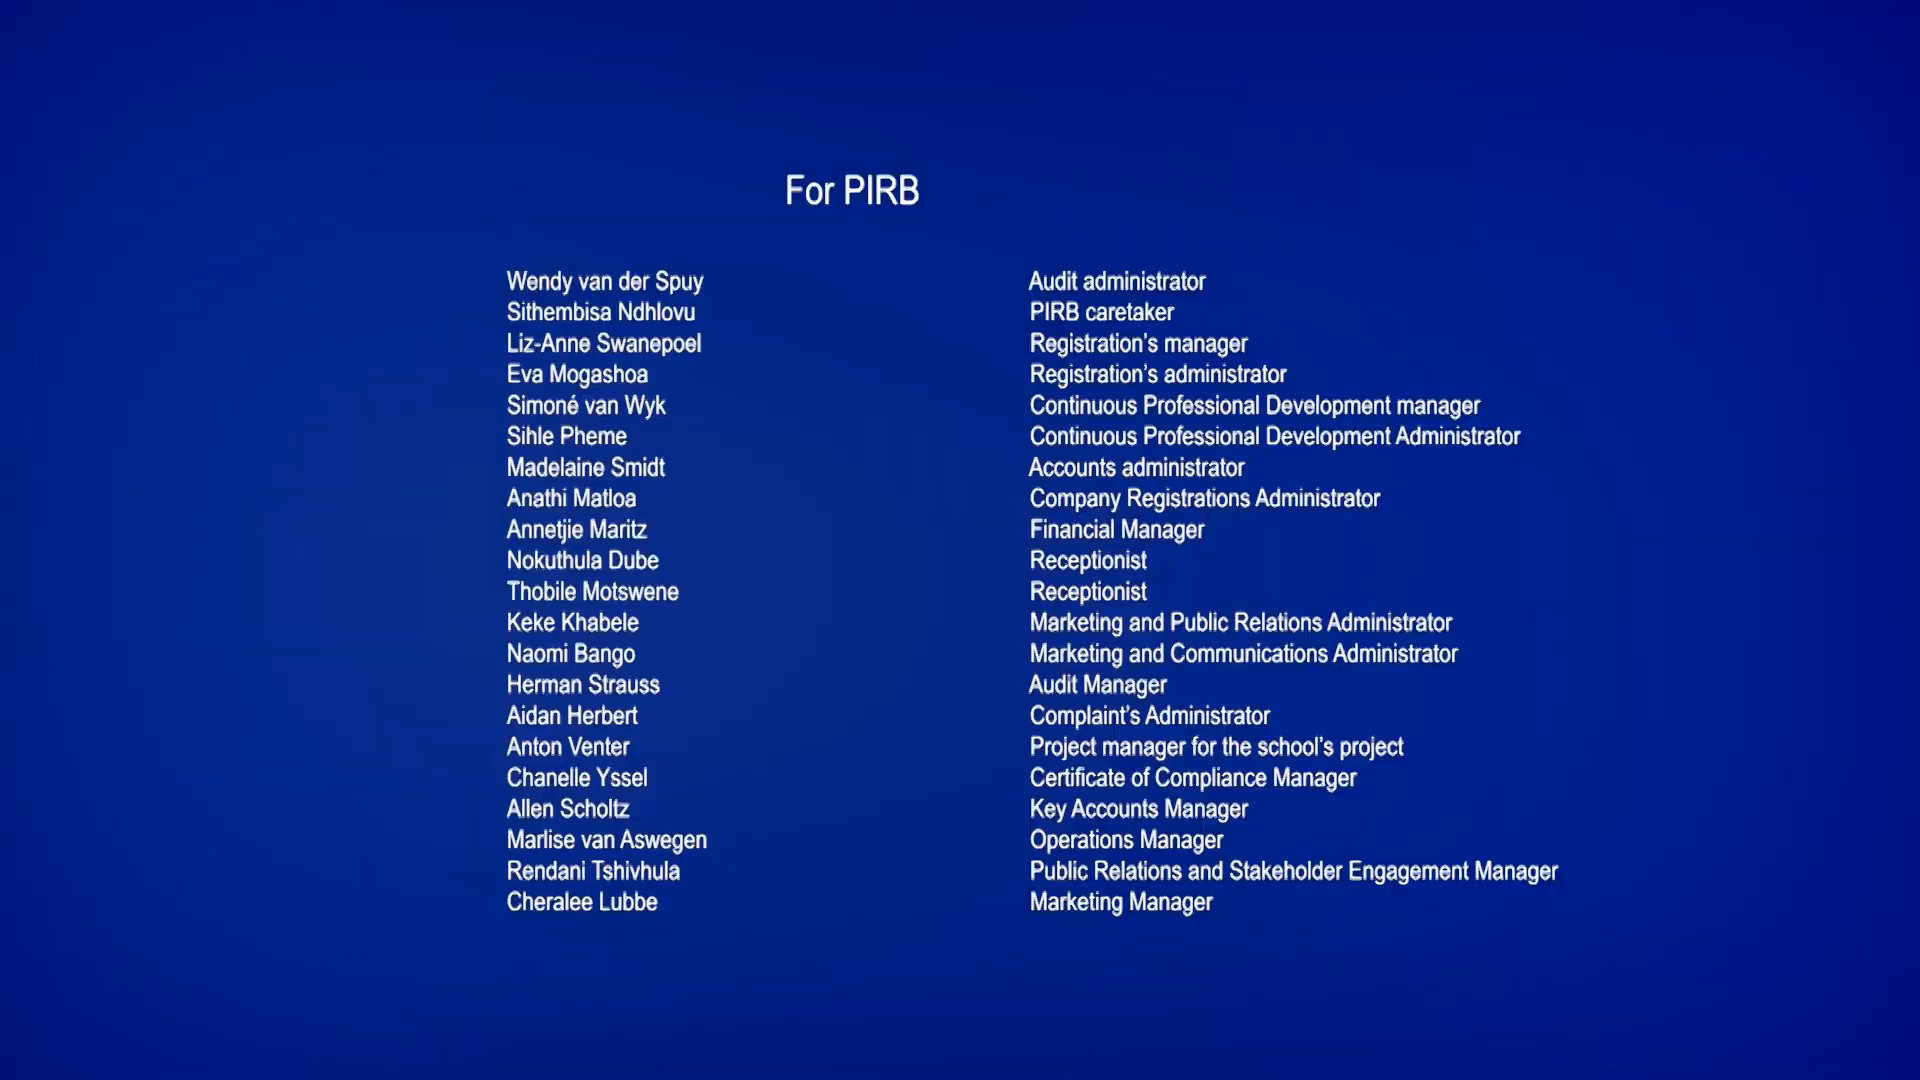 For PIRB
Wendy van der Spuy Audit administrator
Sithembisa Ndhlovu PIRB caretaker
Liz-Anne Swanepoel Registration’s manager
Eva Mogashoa Registration’s administrator
Simoné van Wyk Continuous Professional Development manager
Sihle Pheme Continuous Professional Development Administrator
Madelaine Smidt Accounts administrator
Anathi Matloa Company Registrations Administrator
Annetjie Maritz Financial Manager
Nokuthula Dube Receptionist
Thobile Motswene Receptionist
Keke Khabele Marketing and Public Relations Administrator
Naomi Bango Marketing and Communications Administrator
Herman Strauss Audit Manager
Aidan Herbert Complaint’s Administrator
Anton Venter Project manager for the school’s project
Chanelle Yssel Certificate of Compliance Manager
Allen Scholtz Key Accounts Manager
Marlise van Aswegen Operations Manager
Rendani Tshivhula Public Relations and Stakeholder Engagement Manager
Cheralee Lubbe Marketing Manager